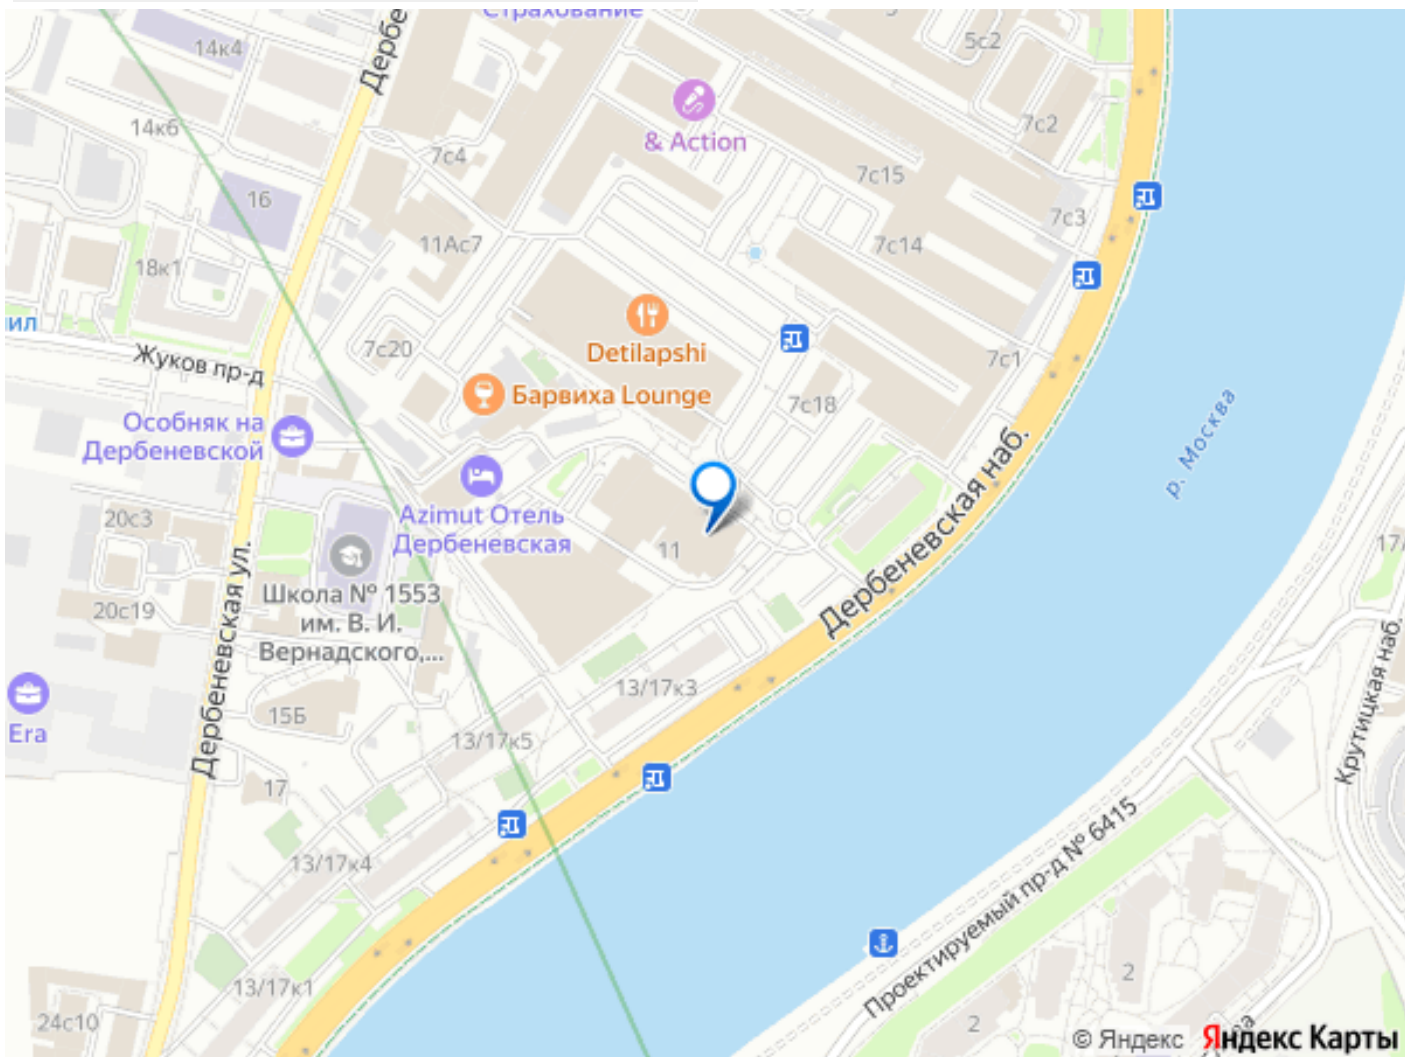 Страхование
14к4
Дербе
5с2
14к6
& Action
7с2
7с4
7с15
16
7с3
11Ас7
7с14
18к1
ил
Жуков пр-д
7с20
Detilapshi
7с1
Барвиха Lounge
7с18
р. Москва
Особняк на
Дербеневской
Дербеневская наб.
Azimut Отель
Дербеневская
20с3
11
Дербеневская ул.
Школа № 1553
им. В. И.
Вернадского,...
20с19
17
Крутицкая наб.
13/17к3
15Б
Era
13/17к5
17
Проектируемый пр-д № 6415
13/17к4
2
13/17к1
24с10
2
© Яндекс
Яндекс Карты